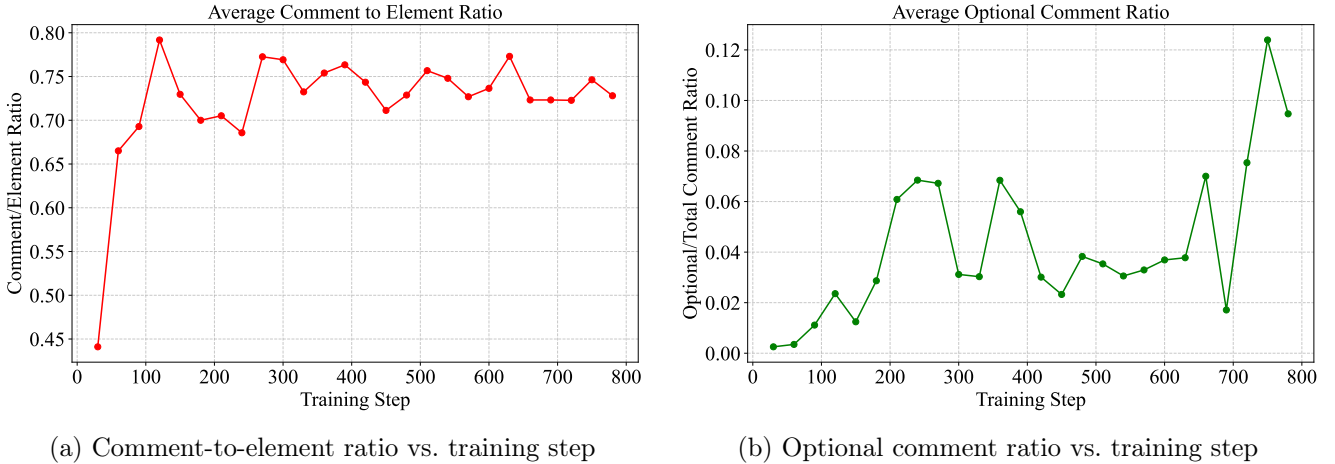 Average Comment to Element Ratio
Comment/Element Ratio
0.80
0.75
0.70
0.65
0.60
0.55
0.50
0.45
0 100 200 300 400 500 600 700 800
Training Step
(a) Comment-to-element ratio vs. training step
Average Optional Comment Ratio
Optional/Total Comment Ratio
0.12
0.10
0.08
0.06
0.04
0.02
0.00
0 100 200 300 400 500 600 700 800
Training Step
(b) Optional comment ratio vs. training step